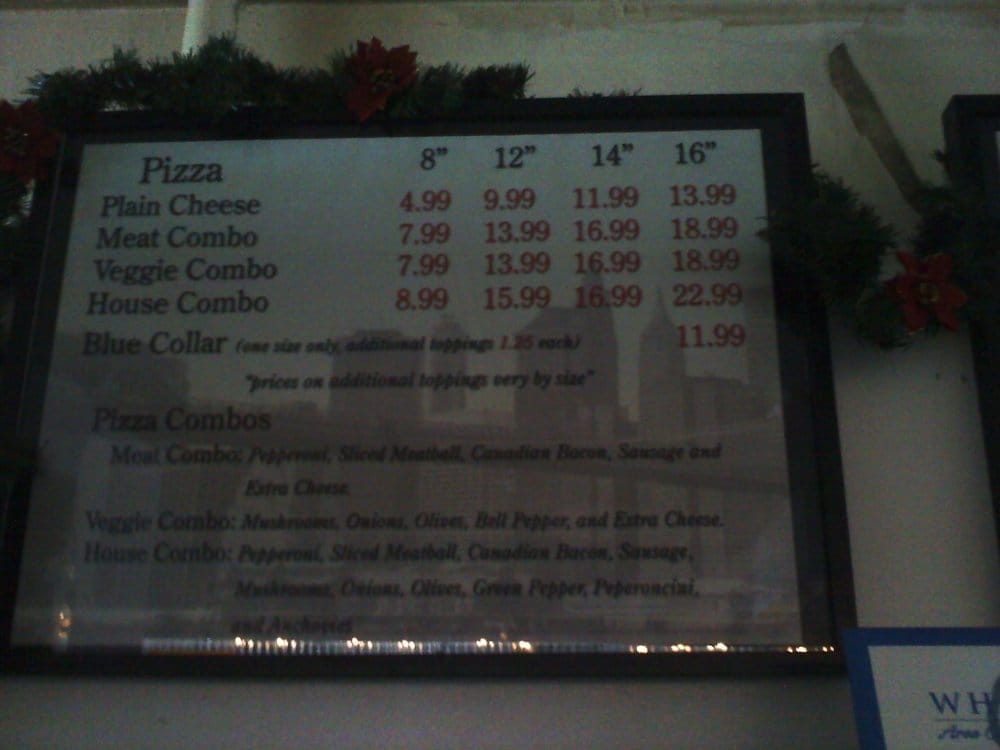 Pizza 8” 12” 14” 16”
Plain Cheese 4.99 9.99 11.99 13.99
Meat Combo 7.99 13.99 16.99 18.99
Veggie Combo 7.99 13.99 16.99 18.99
House Combo 8.99 15.99 16.99 22.99
Blue Collar (one size only, additional toppings 1.25 each) 11.99
"prices on additional toppings very by size"
Pizza Combos
Meat Combo: Pepperoni, Sliced Meatball, Canadian Bacon, Sausage and
Extra Cheese.
Veggie Combo: Mushrooms, Onions, Olives, Bell Pepper, and Extra Cheese.
House Combo: Pepperoni, Sliced Meatball, Canadian Bacon, Sausage,
Mushrooms, Onions, Olives, Green Pepper, Peperoncini,
and Anchovies